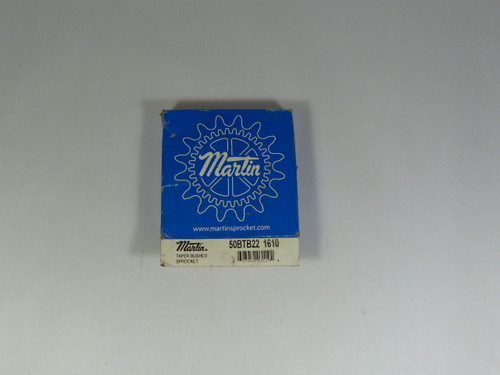 Martin
www.martinsprocket.com
Martin 50BTB22 1610
TAPER BUSHED
SPROCKET